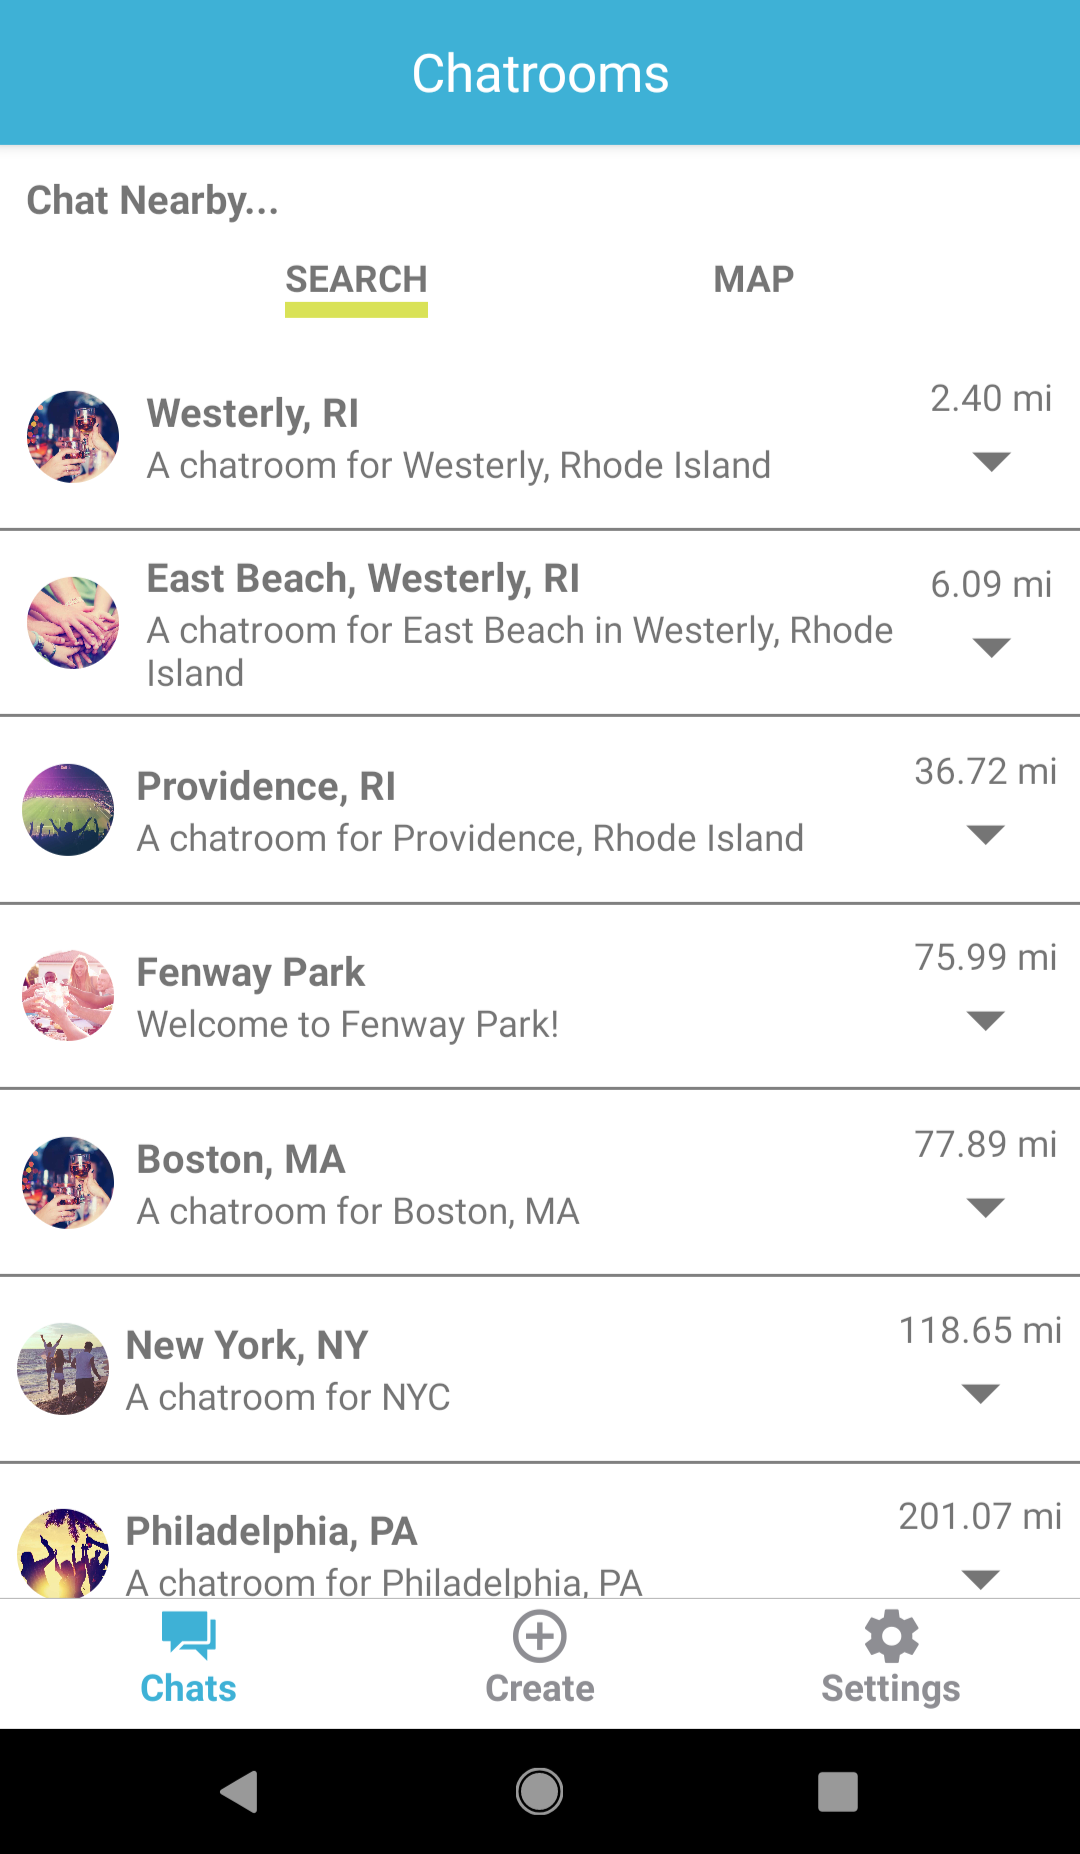 Chatrooms
Chat Nearby...
SEARCH
MAP
Westerly, RI
2.40 mi
A chatroom for Westerly, Rhode Island
East Beach, Westerly, RI
6.09 mi
A chatroom for East Beach in Westerly, Rhode
Island
Providence, RI
36.72 mi
A chatroom for Providence, Rhode Island
Fenway Park
75.99 mi
Welcome to Fenway Park!
Boston, MA
77.89 mi
A chatroom for Boston, MA
New York, NY
118.65 mi
A chatroom for NYC
Philadelphia, PA
201.07 mi
A chatroom for Philadelphia, PA
Chats
Create
Settings